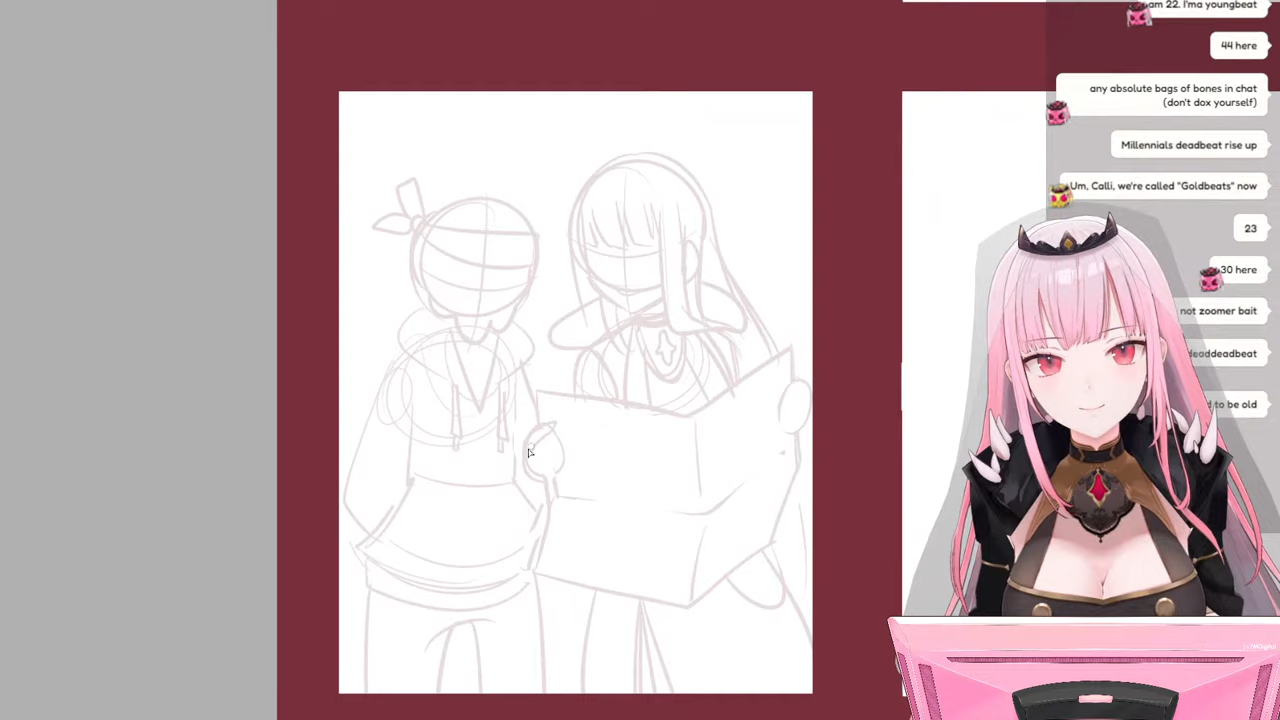 am 22. I'ma youngbeat
44 here
any absolute bags of bones in chat
(don't dox yourself)
Millennials deadbeat rise up
Um, Calli, we're called "Goldbeats" now
23
30 here
not zoomer bait
deaddeadbeat
to be old